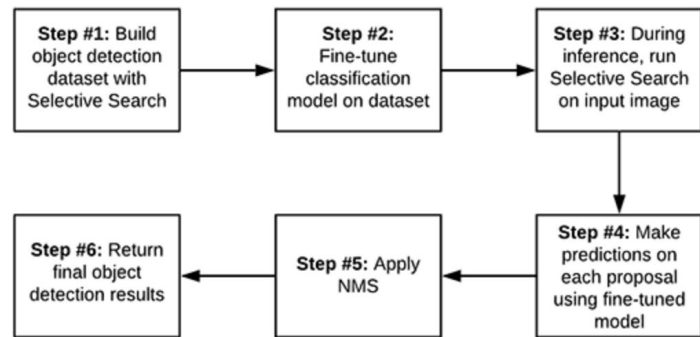 Step #1: Build
object detection
dataset with
Selective Search
Step #2:
Fine-tune
classification
model on dataset
Step #3: During
inference, run
Selective Search
on input image
Step #4: Make
predictions on
each proposal
using fine-tuned
model
Step #5: Apply
NMS
Step #6: Return
final object
detection results